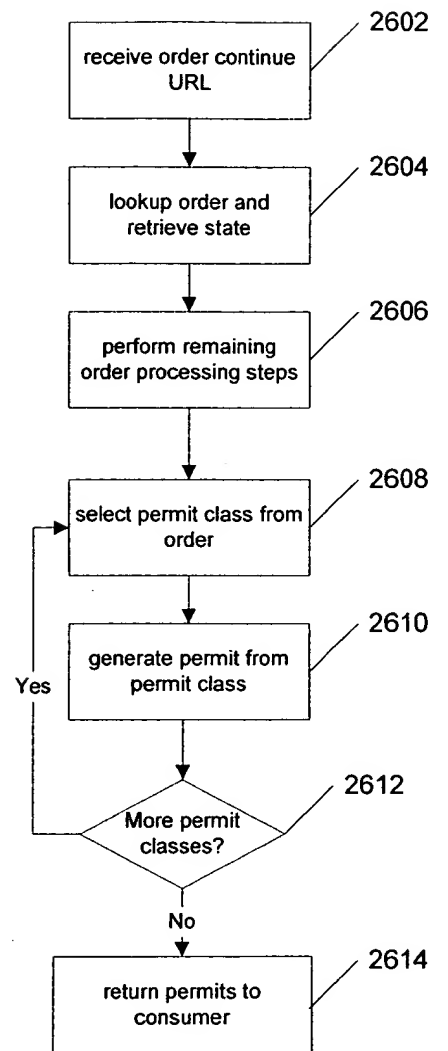 2602
receive order continue
URL
2604
lookup order and
retrieve state
2606
perform remaining
order processing steps
2608
select permit class from
order
2610
generate permit from
permit class
Yes
2612
More permit
classes?
No
2614
return permits to
consumer